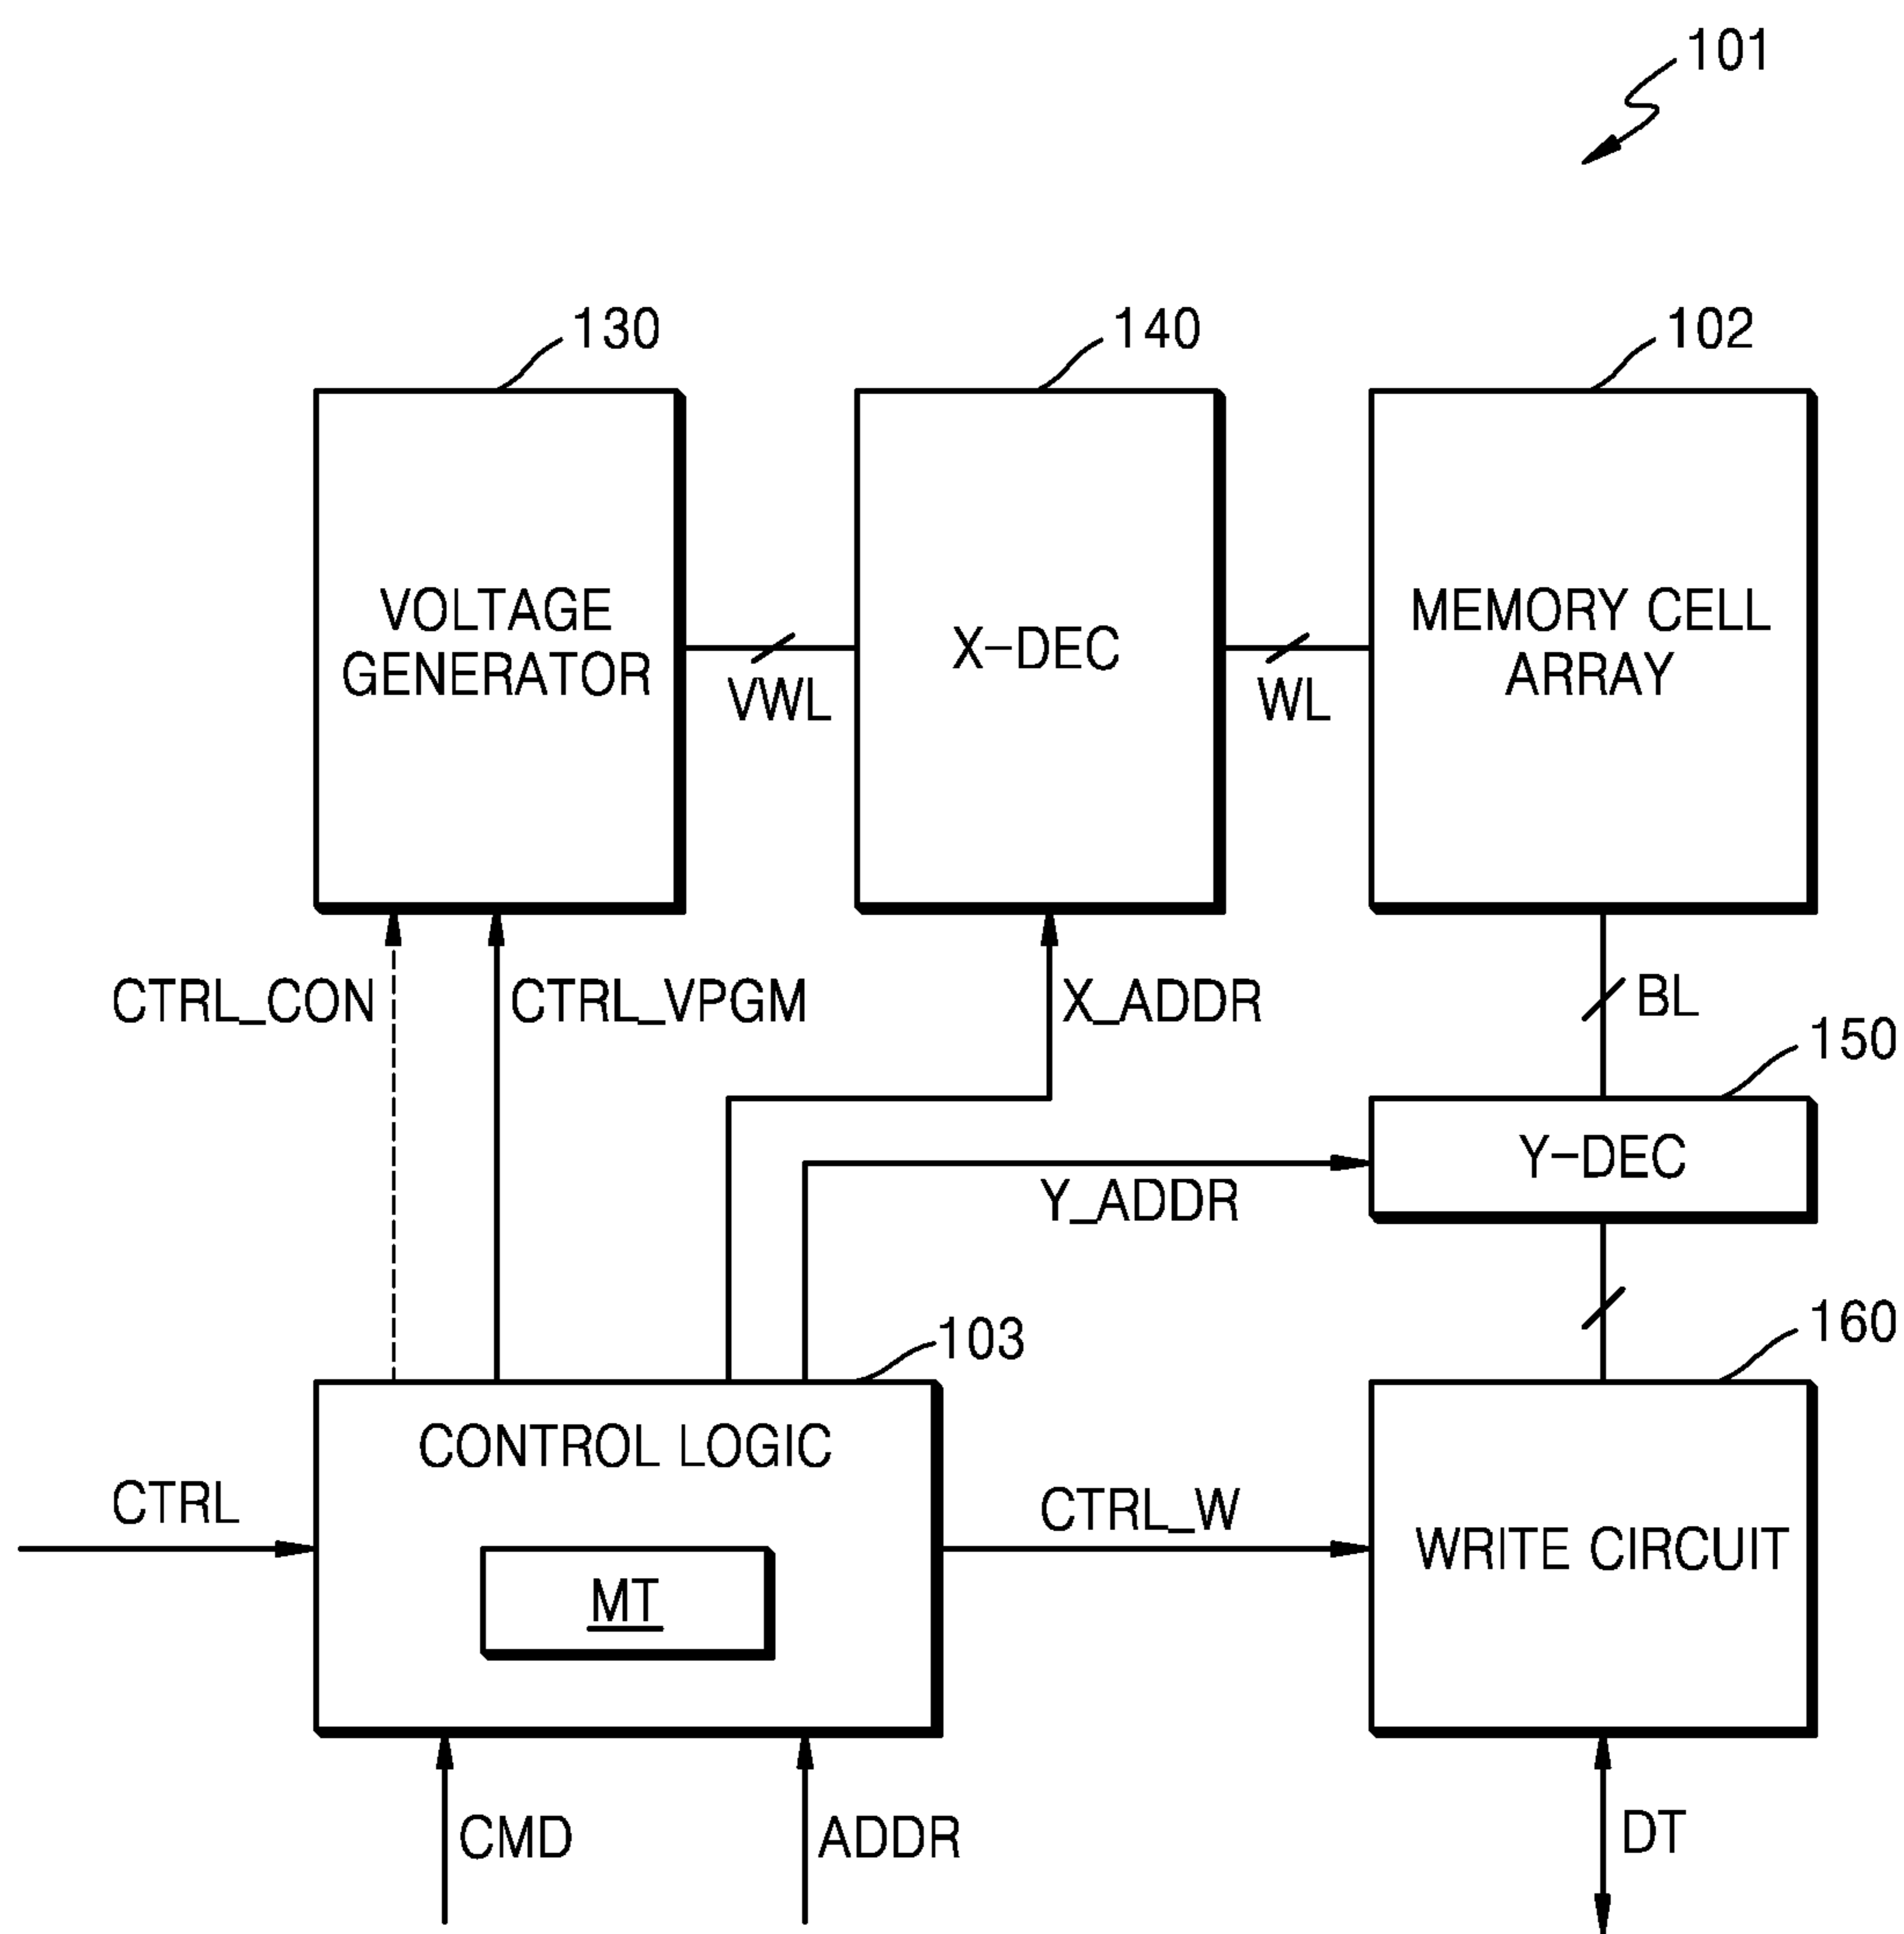 101
130
140
102
VOLTAGE
GENERATOR
X-DEC
MEMORY CELL
ARRAY
VWL
WL
CTRL_CON
CTRL_VPGM
X_ADDR
BL
150
Y-DEC
Y_ADDR
103
160
CONTROL LOGIC
CTRL
CTRL_W
WRITE CIRCUIT
MT
CMD
ADDR
DT